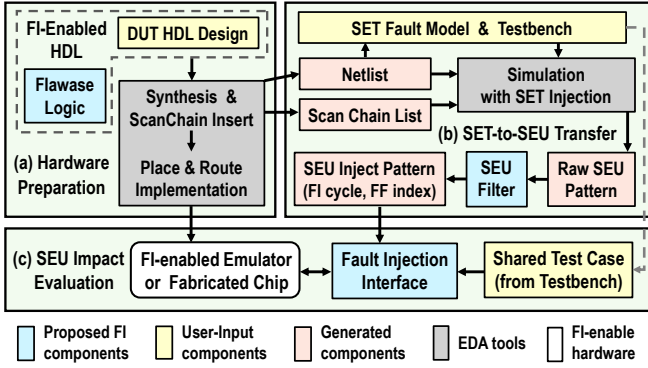 FI-Enabled
HDL
DUT HDL Design
Flawase
Logic
Synthesis &
ScanChain Insert
Place & Route
Implementation
(a) Hardware
Preparation
SET Fault Model & Testbench
Netlist
Simulation
with SET Injection
Scan Chain List
(b) SET-to-SEU Transfer
SEU Inject Pattern
(FI cycle, FF index)
SEU
Filter
Raw SEU
Pattern
(c) SEU Impact
Evaluation
FI-enabled Emulator
or Fabricated Chip
Fault Injection
Interface
Shared Test Case
(from Testbench)
Proposed FI
components
User-Input
components
Generated
components
EDA tools
FI-enable
hardware